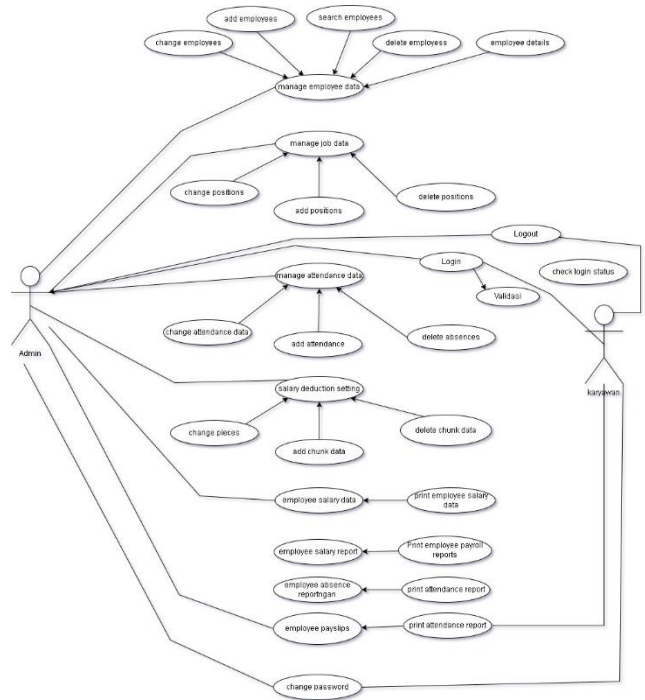 search employees
add employees
change employees
delete employess
employee details
manage employee data
manage job data
change positions
delete positions
add positions
Logout
Login
check login status
manage attendance data
Validasi
change attendance data
add attendance
delete absences
Admin
karyawan
salary deduction setting
change pieces
delete chunk data
add chunk data
employee salary data
print employee salary
data
employee salary report
Print employee payroll
reports
employee absence
reportngan
print attendance report
employee payslips
print attendance report
change password